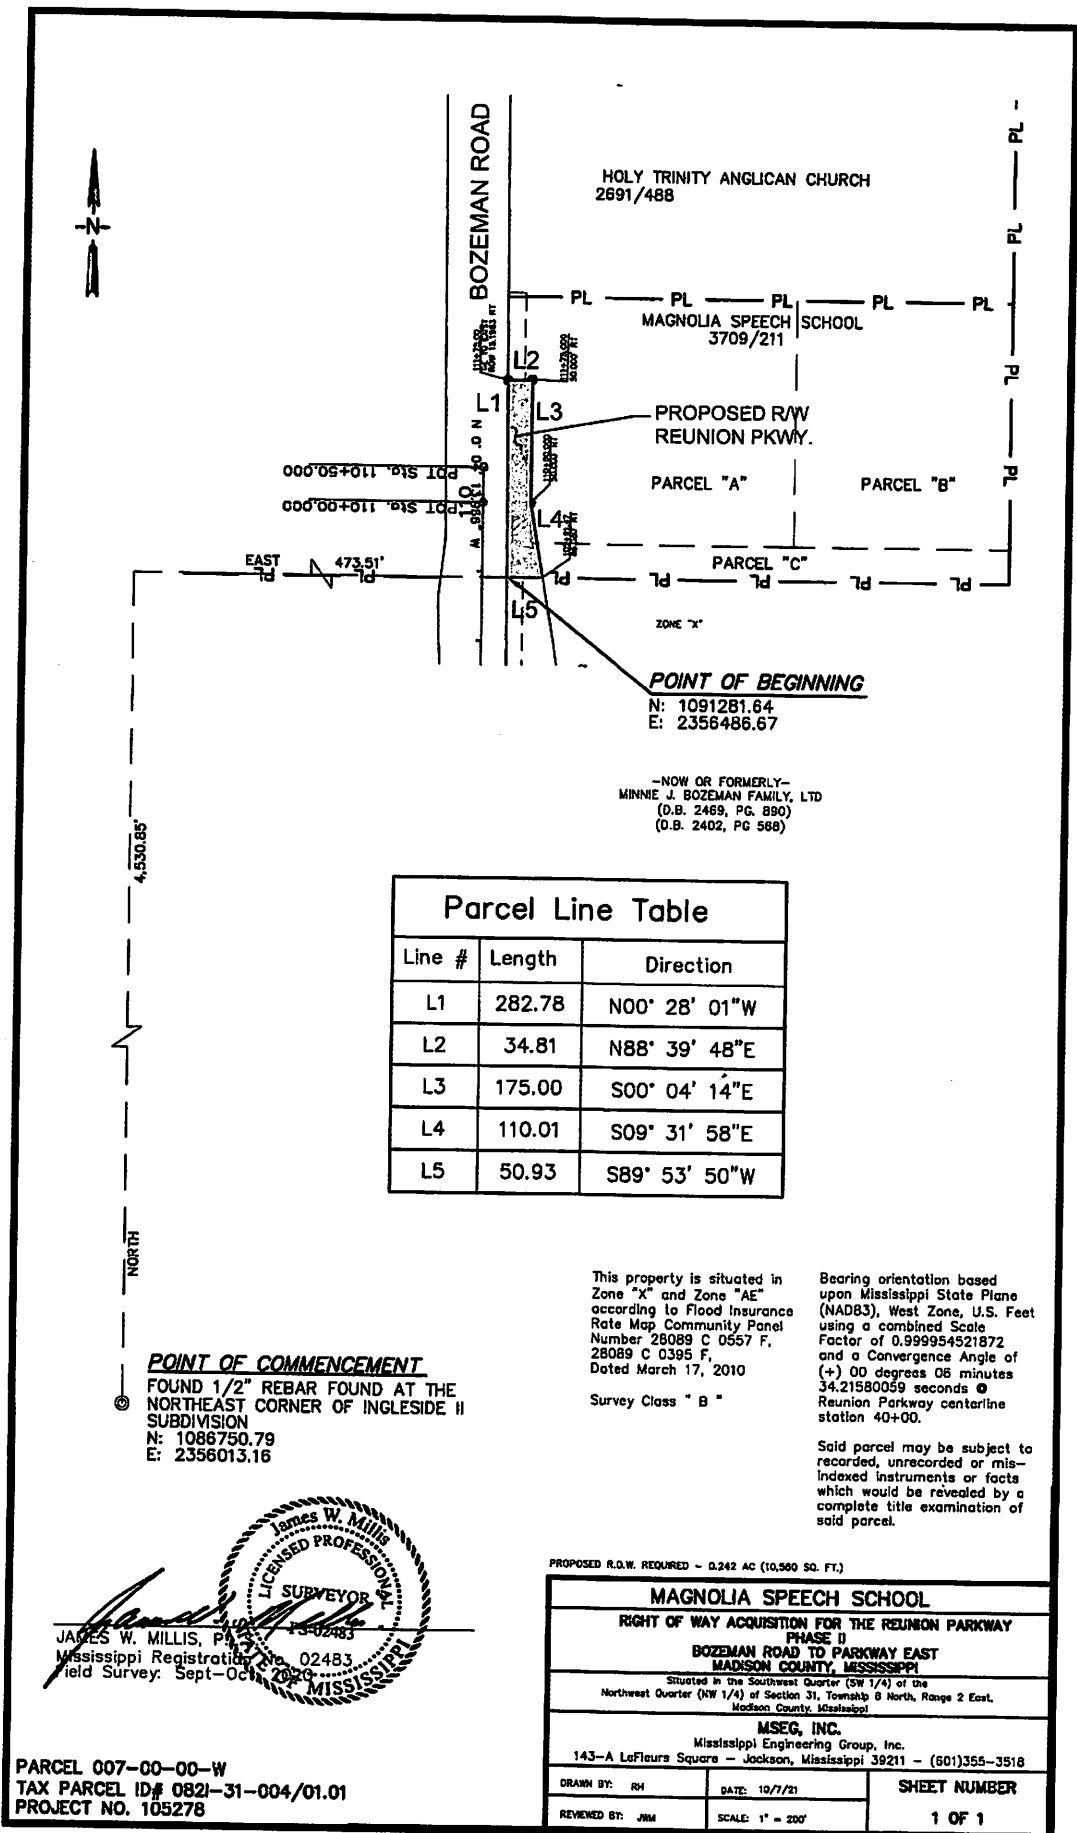 BOZEMAN ROAD
-N-
HOLY TRINITY ANGLICAN CHURCH
2691/488
PL
PL
PL
PL
PL PL PL PL PL
MAGNOLIA SPEECH SCHOOL
3709/211
L2
L1
L3
PROPOSED R/W
REUNION PKWY.
POT Sta. 110+50.000
POT Sta. 110+00.000
110
PARCEL "A"
PARCEL "B"
L4
PARCEL "C"
EAST 473.51'
PL PL PL PL PL PL PL
L5
ZONE "X"
POINT OF BEGINNING
N: 1091281.64
E: 2356486.67
-NOW OR FORMERLY-
MINNIE J. BOZEMAN FAMILY, LTD
(D.B. 2469, PG. 890)
(D.B. 2402, PG 568)
4,530.85'
NORTH
Parcel Line Table
Line # Length Direction
L1 282.78 N00° 28' 01"W
L2 34.81 N88° 39' 48"E
L3 175.00 S00° 04' 14"E
L4 110.01 S09° 31' 58"E
L5 50.93 S89° 53' 50"W
This property is situated in
Zone "X" and Zone "AE"
according to Flood Insurance
Rate Map Community Panel
Number 28089 C 0557 F,
28089 C 0395 F,
Dated March 17, 2010
Survey Class " B "
Bearing orientation based
upon Mississippi State Plane
(NAD83), West Zone, U.S. Feet
using a combined Scale
Factor of 0.999954521872
and a Convergence Angle of
(+) 00 degrees 06 minutes
34.21580059 seconds @
Reunion Parkway centerline
station 40+00.
Said parcel may be subject to
recorded, unrecorded or mis-
indexed instruments or facts
which would be revealed by a
complete title examination of
said parcel.
POINT OF COMMENCEMENT
FOUND 1/2" REBAR FOUND AT THE
NORTHEAST CORNER OF INGLESIDE II
SUBDIVISION
N: 1086750.79
E: 2356013.16
James W. Millis
LICENSED PROFESSIONAL
SURVEYOR
PS-02483
STATE OF MISSISSIPPI
JAMES W. MILLIS, P
Mississippi Registration No. 02483
Field Survey: Sept-Oct, 2020
PROPOSED R.O.W. REQUIRED - 0.242 AC (10,560 SQ. FT.)
MAGNOLIA SPEECH SCHOOL
RIGHT OF WAY ACQUISITION FOR THE REUNION PARKWAY
PHASE II
BOZEMAN ROAD TO PARKWAY EAST
MADISON COUNTY, MISSISSIPPI
Situated in the Southwest Quarter (SW 1/4) of the
Northwest Quarter (NW 1/4) of Section 31, Township 8 North, Range 2 East,
Madison County, Mississippi
MSEG, INC.
Mississippi Engineering Group, Inc.
143-A LaFleurs Square - Jackson, Mississippi 39211 - (601)355-3518
DRAWN BY: RH DATE: 10/7/21 SHEET NUMBER
REVIEWED BY: JWM SCALE: 1" = 200' 1 OF 1
PARCEL 007-00-00-W
TAX PARCEL ID# 082I-31-004/01.01
PROJECT NO. 105278